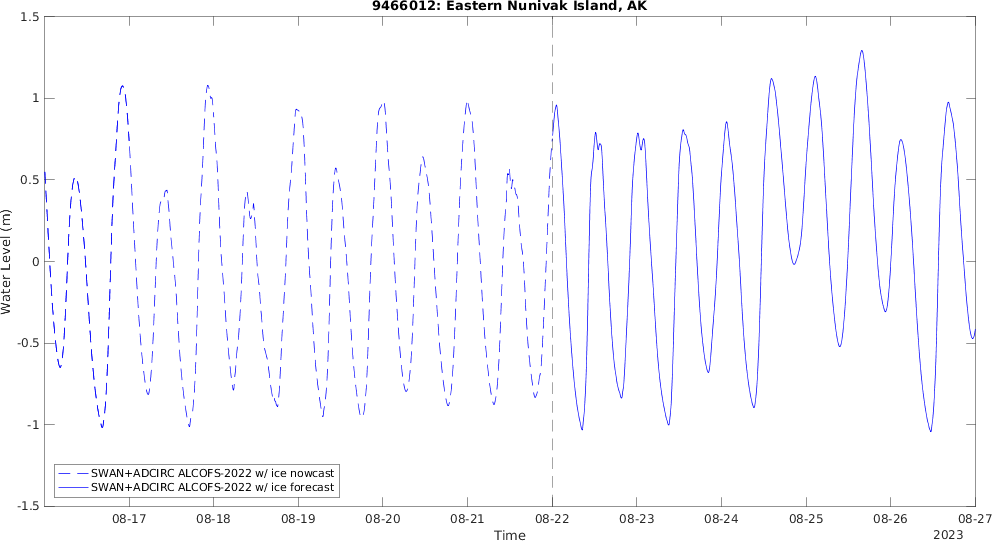 9466012: Eastern Nunivak Island, AK
1.5
1
0.5
0
-0.5
-1
-1.5
Water Level (m)
SWAN+ADCIRC ALCOFS-2022 w/ ice nowcast
SWAN+ADCIRC ALCOFS-2022 w/ ice forecast
08-17 08-18 08-19 08-20 08-21 08-22 08-23 08-24 08-25 08-26 08-27
Time
2023